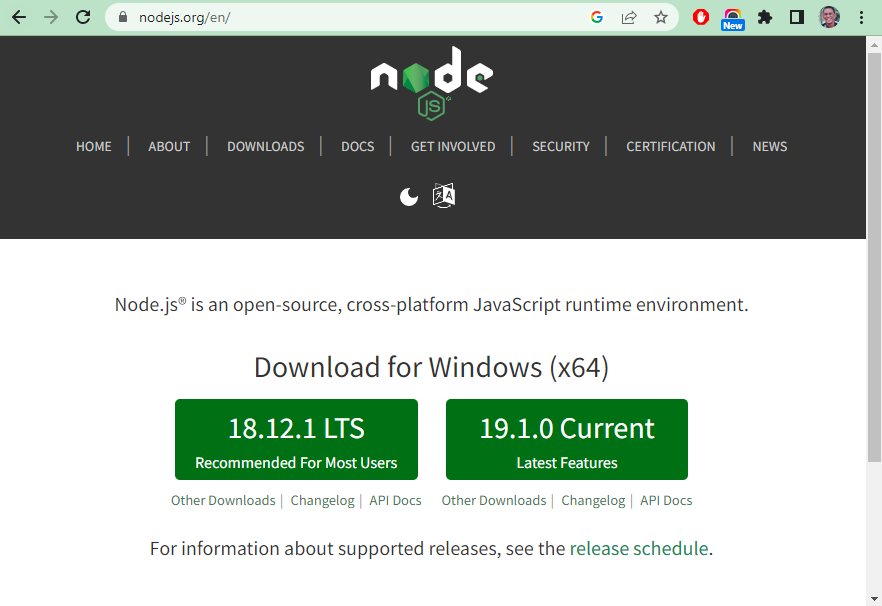 nodejs.org/en/
New
node
JS
HOME | ABOUT | DOWNLOADS | DOCS | GET INVOLVED | SECURITY | CERTIFICATION | NEWS
Node.js® is an open-source, cross-platform JavaScript runtime environment.
Download for Windows (x64)
18.12.1 LTS 19.1.0 Current
Recommended For Most Users Latest Features
Other Downloads | Changelog | API Docs Other Downloads | Changelog | API Docs
For information about supported releases, see the release schedule.